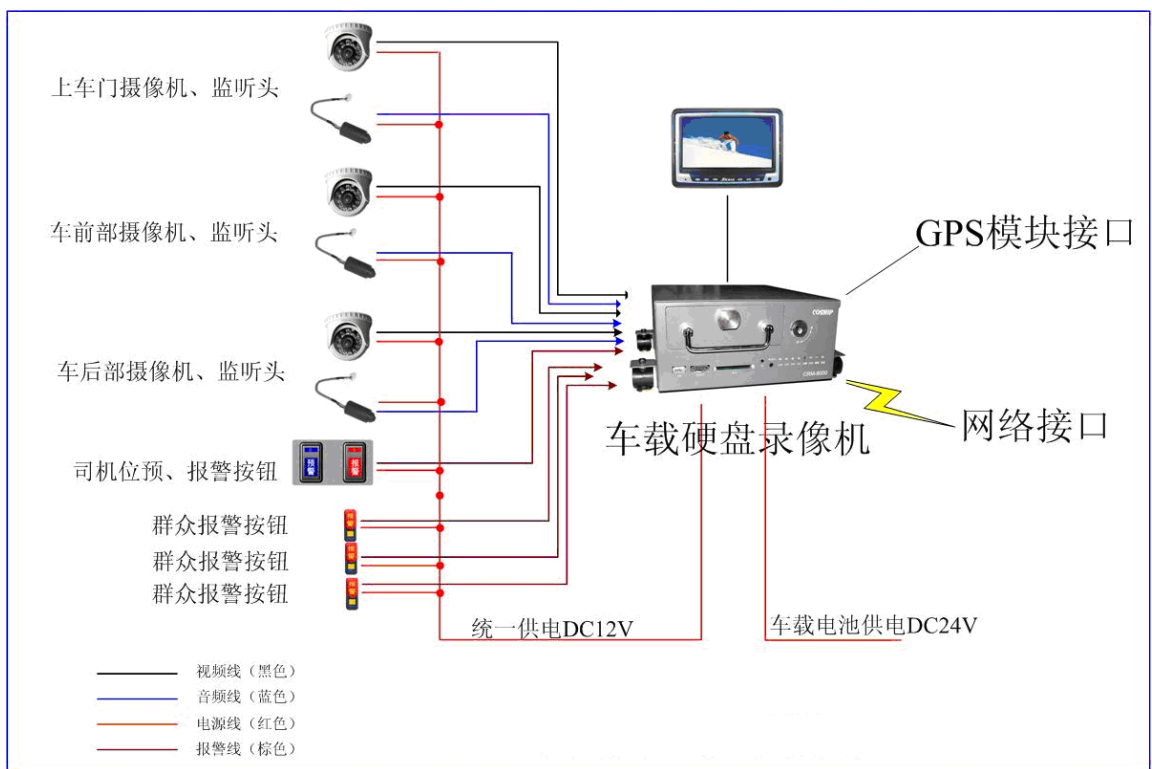 上车门摄像机、监听头
车前部摄像机、监听头
GPS模块接口
车后部摄像机、监听头
车载硬盘录像机
网络接口
司机位预、报警按钮
预警
报警
群众报警按钮
群众报警按钮
群众报警按钮
统一供电DC12V
车载电池供电DC24V
视频线（黑色）
音频线（蓝色）
电源线（红色）
报警线（棕色）